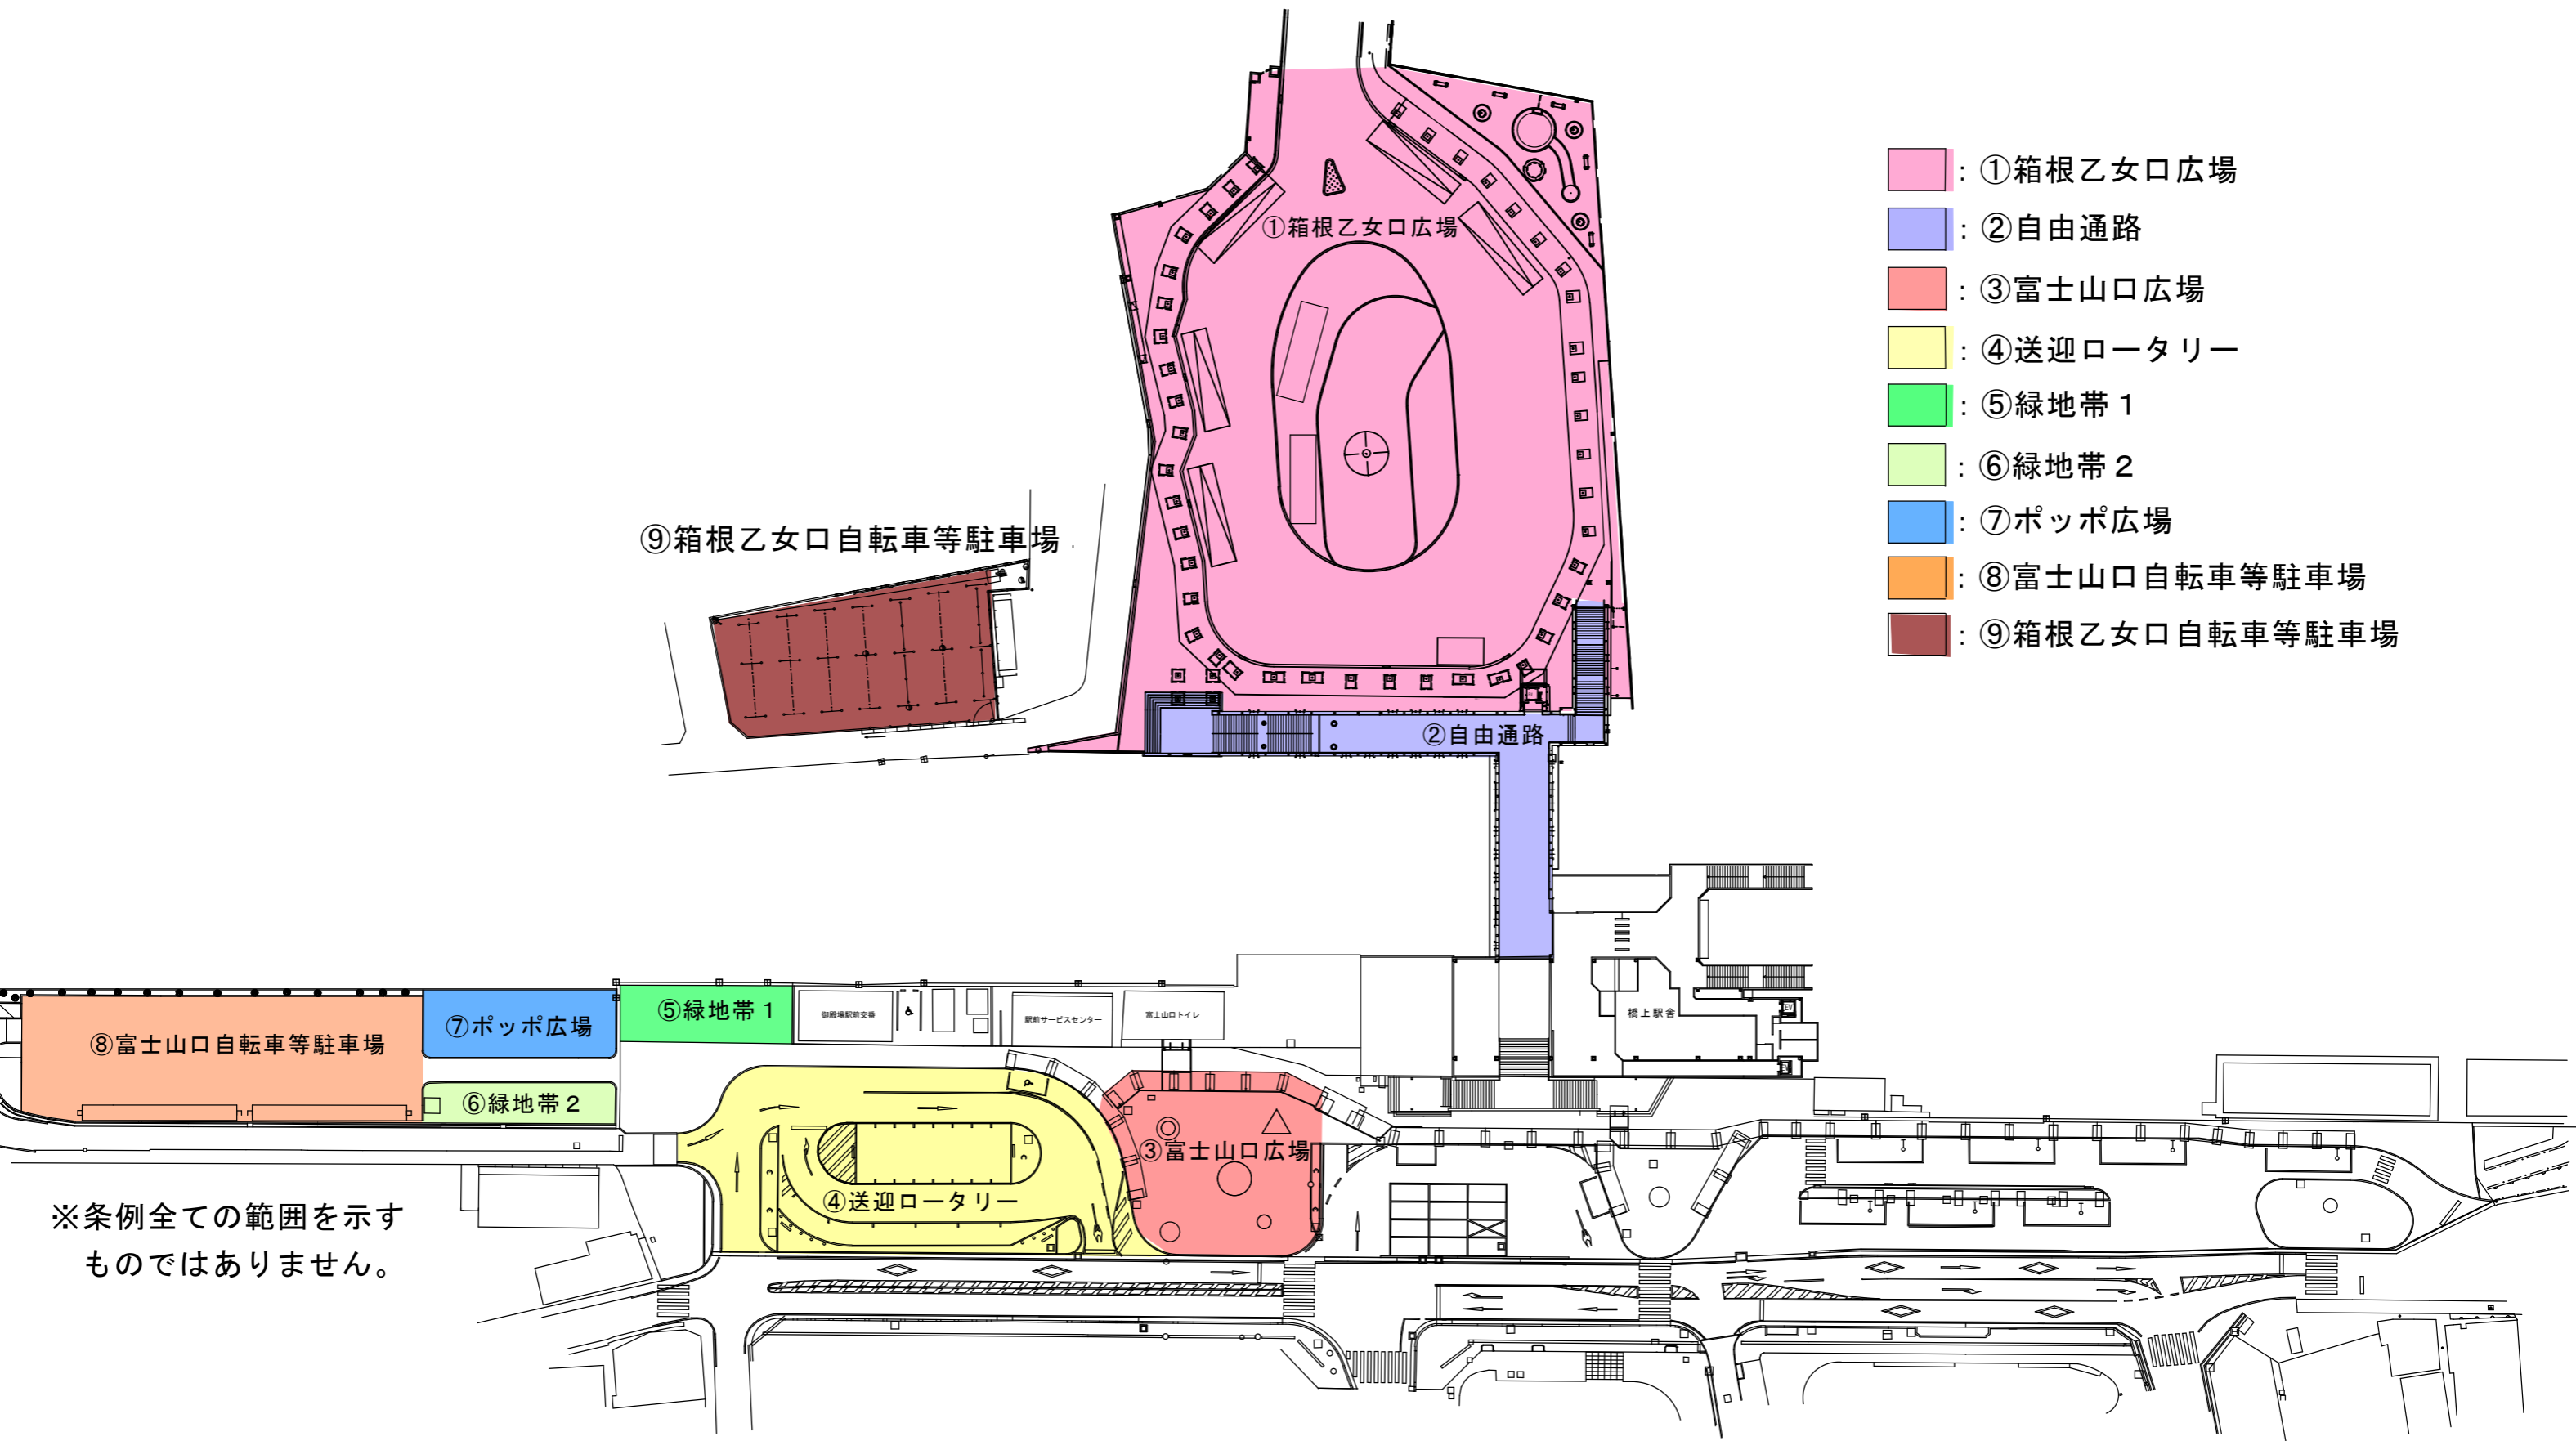 ①箱根乙女口広場
：①箱根乙女口広場
：②自由通路
：③富士山口広場
：④送迎ロータリー
：⑤緑地帯１
：⑥緑地帯２
：⑦ポッポ広場
：⑧富士山口自転車等駐車場
：⑨箱根乙女口自転車等駐車場
⑨箱根乙女口自転車等駐車場
②自由通路
⑤緑地帯１
⑦ポッポ広場
⑧富士山口自転車等駐車場
⑥緑地帯２
御殿場駅前交番
駅前サービスセンター
富士山口トイレ
橋上駅舎
EV
EV
③富士山口広場
④送迎ロータリー
※条例全ての範囲を示す
ものではありません。